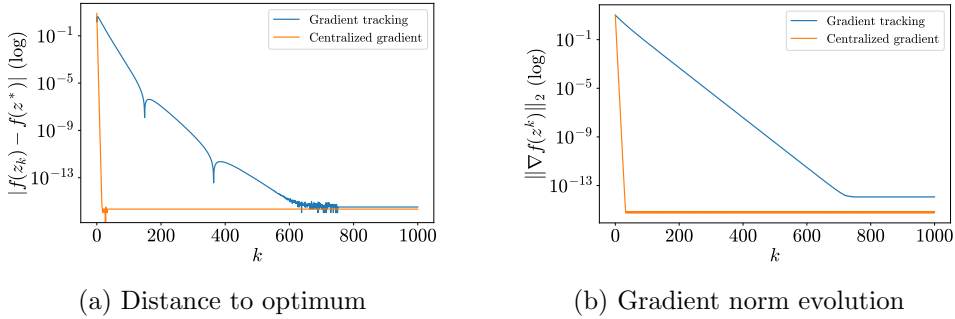 |f(z_k) − f(z^*)| (log)
10^{−1}
10^{−5}
10^{−9}
10^{−13}
Gradient tracking
Centralized gradient
0 200 400 600 800 1000
k
(a) Distance to optimum
‖∇f(z^k)‖_2 (log)
10^{−1}
10^{−5}
10^{−9}
10^{−13}
Gradient tracking
Centralized gradient
0 200 400 600 800 1000
k
(b) Gradient norm evolution